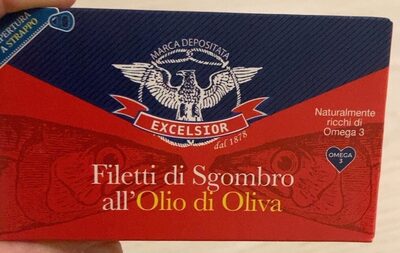 APERTURA
A STRAPPO
MARCA DEPOSITATA
EXCELSIOR
dal 1878
Naturalmente
ricchi di
Omega 3
OMEGA
3
Filetti di Sgombro
all'Olio di Oliva